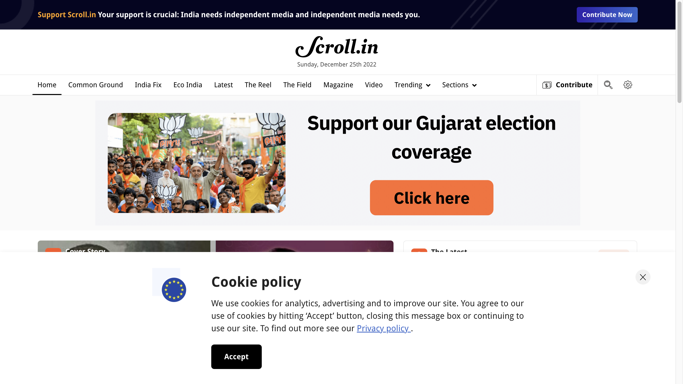 Support Scroll.in Your support is crucial: India needs independent media and independent media needs you.
Contribute Now
Scroll.in
Sunday, December 25th 2022
Home Common Ground India Fix Eco India Latest The Reel The Field Magazine Video Trending Sections Contribute
Support our Gujarat election
coverage
Click here
Cover Story
The Latest
Cookie policy
We use cookies for analytics, advertising and to improve our site. You agree to our
use of cookies by hitting ‘Accept’ button, closing this message box or continuing to
use our site. To find out more see our Privacy policy.
Accept